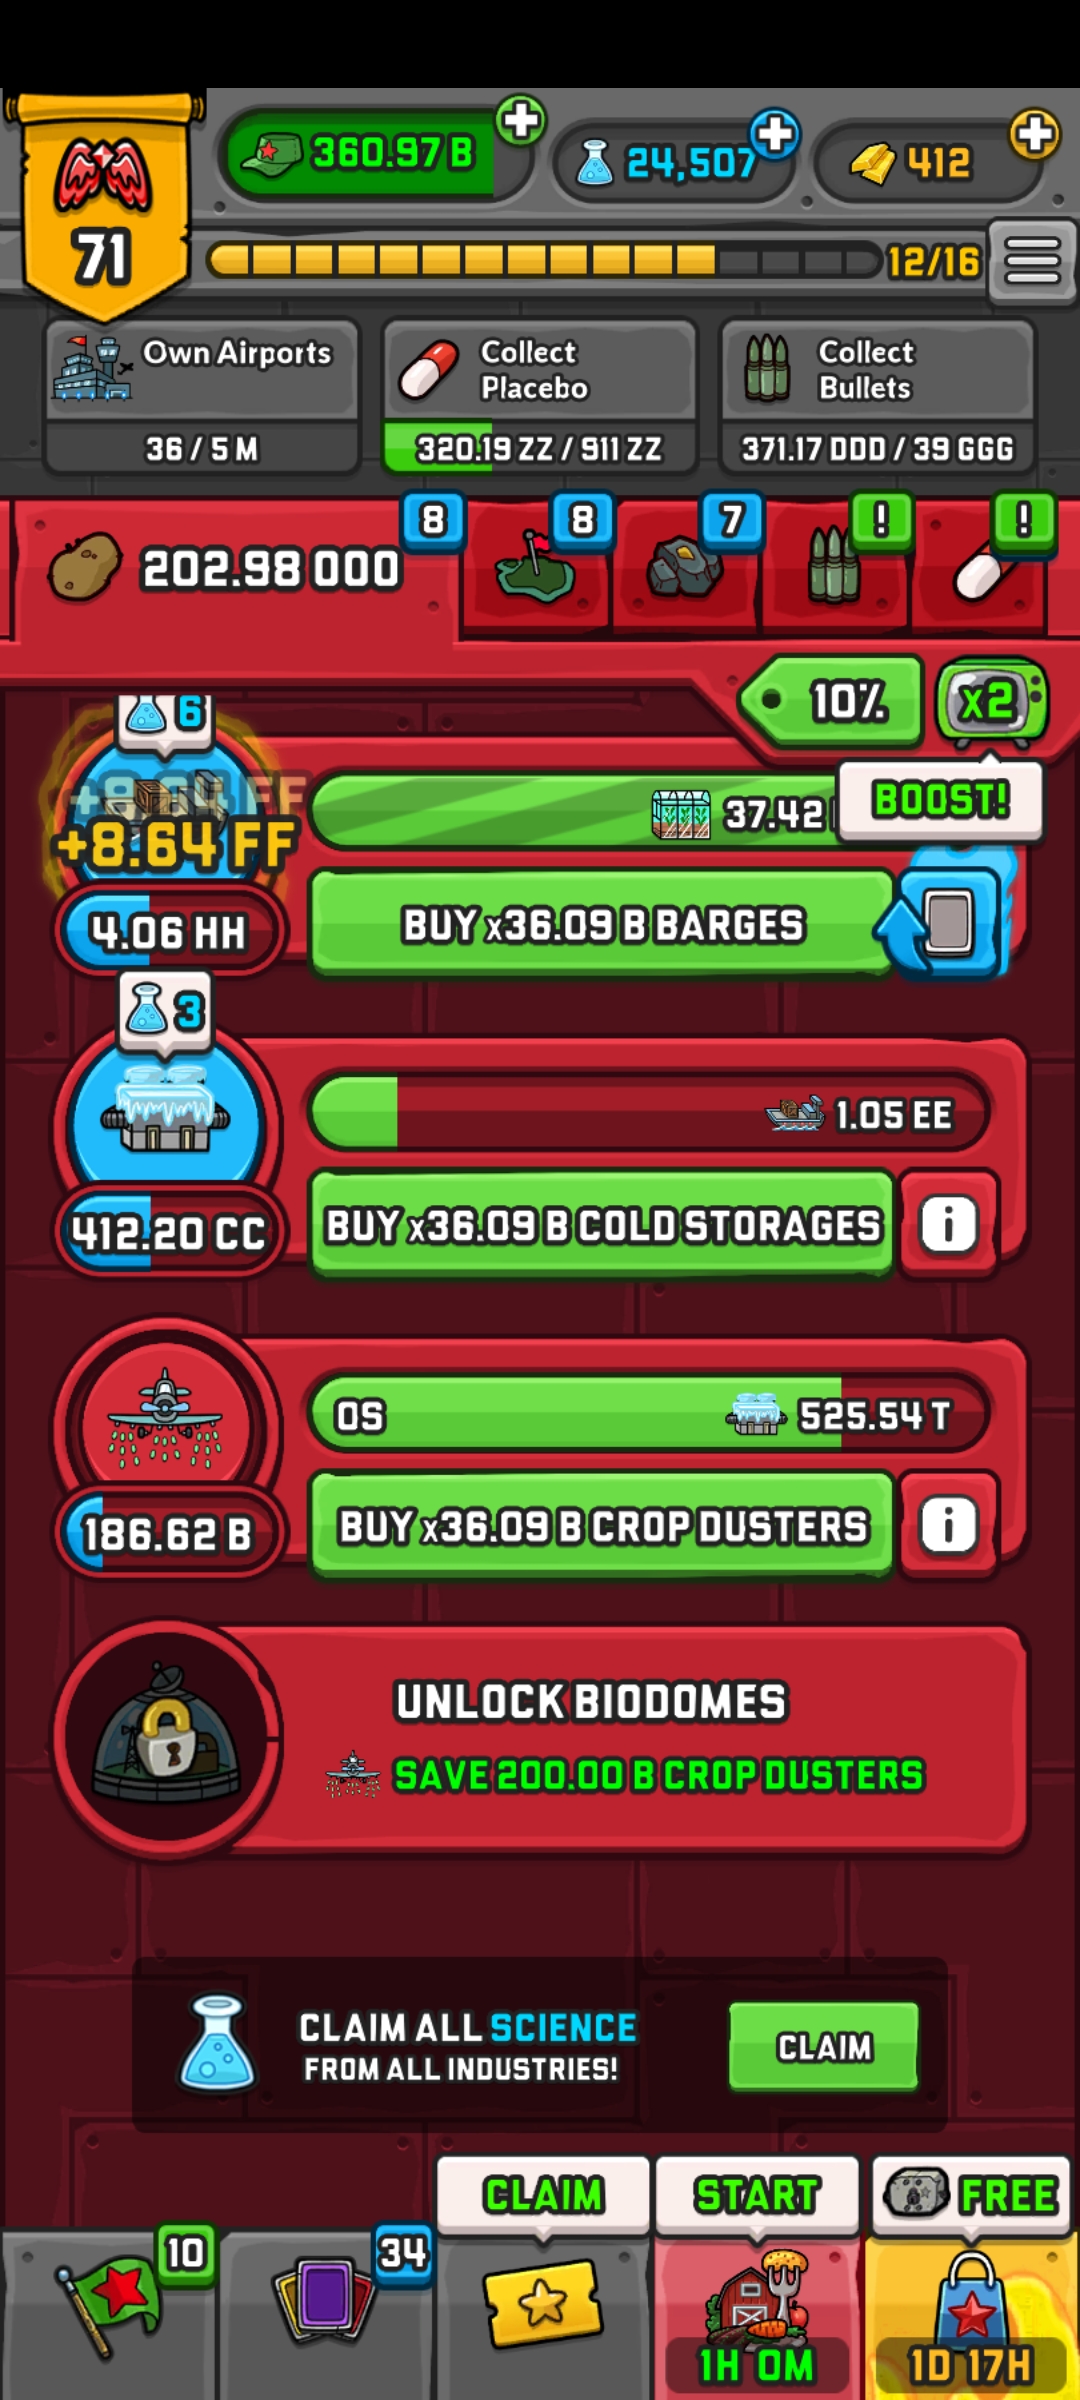 360.97 B
24,507
412
71
12/16
Own Airports
36 / 5 M
Collect
Placebo
320.19 ZZ / 911 ZZ
Collect
Bullets
371.17 DDD / 39 GGG
202.98 OOO
8
8
7
!
!
10%
x2
BOOST!
6
+8.64 FF
+8.64 FF
4.06 HH
37.42
BUY x36.09 B BARGES
3
412.20 CC
1.05 EE
BUY x36.09 B COLD STORAGES
i
0S
525.54 T
186.62 B
BUY x36.09 B CROP DUSTERS
i
UNLOCK BIODOMES
SAVE 200.00 B CROP DUSTERS
CLAIM ALL SCIENCE
FROM ALL INDUSTRIES!
CLAIM
10
34
CLAIM
START
1H 0M
FREE
1D 17H